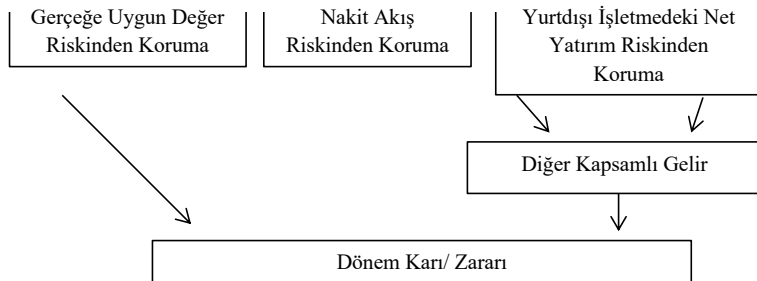 Gerçeğe Uygun Değer
Riskinden Koruma
Nakit Akış
Riskinden Koruma
Yurtdışı İşletmedeki Net
Yatırım Riskinden
Koruma
Diğer Kapsamlı Gelir
Dönem Karı/ Zararı